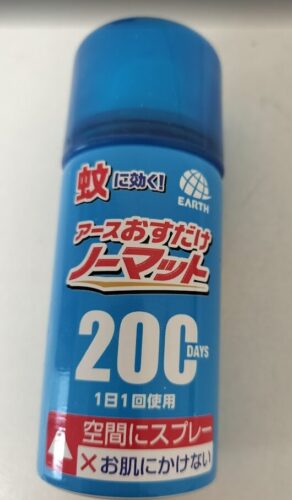 蚊に効く!
EARTH
アースおすだけ
ノーマット
200 DAYS
1日1回使用
空間にスプレー
×お肌にかけない